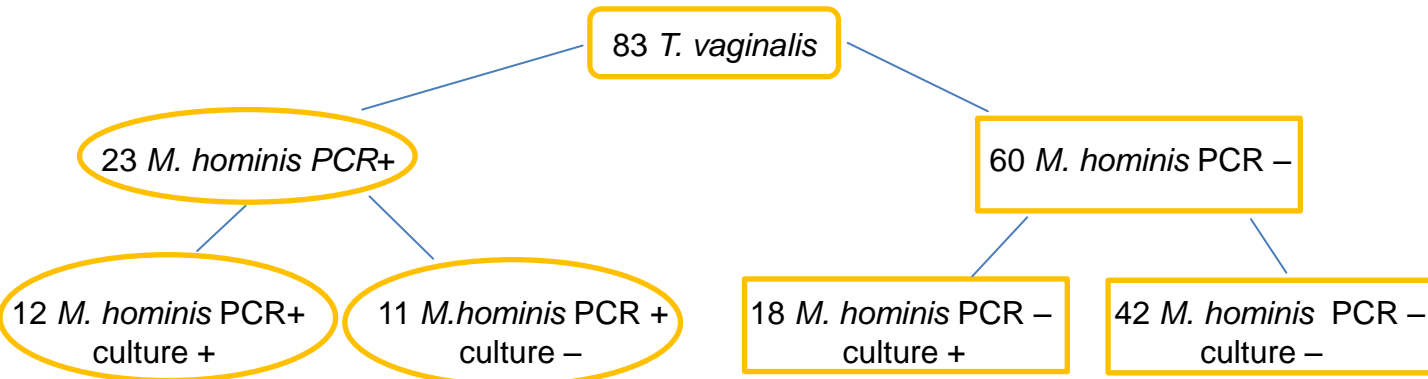 83 T. vaginalis
23 M. hominis PCR+
60 M. hominis PCR –
12 M. hominis PCR+
culture +
11 M.hominis PCR +
culture –
18 M. hominis PCR –
culture +
42 M. hominis PCR –
culture –